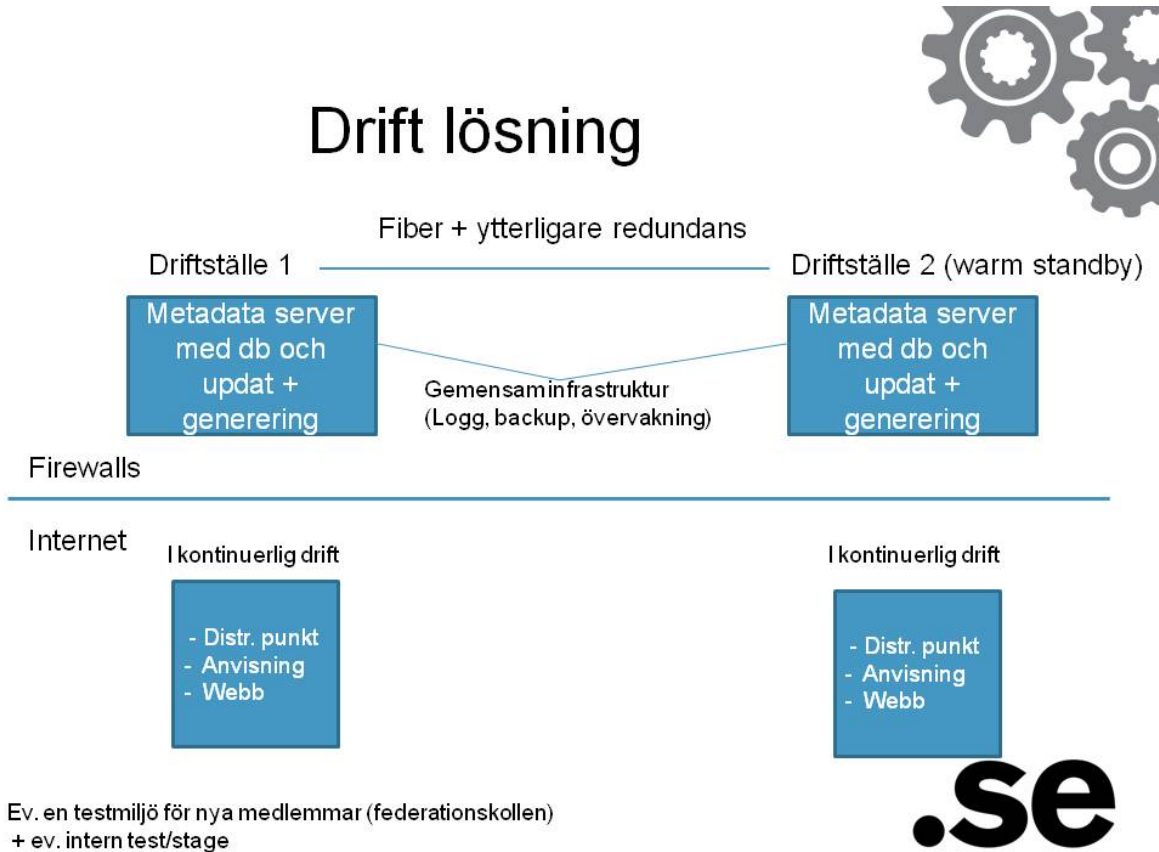 Drift lösning
Fiber + ytterligare redundans
Driftställe 1
Driftställe 2 (warm standby)
Metadata server
med db och
updat +
generering
Metadata server
med db och
updat +
generering
Gemensaminfrastruktur
(Logg, backup, övervakning)
Firewalls
Internet
I kontinuerlig drift
I kontinuerlig drift
- Distr. punkt
- Anvisning
- Webb
- Distr. punkt
- Anvisning
- Webb
Ev. en testmiljö för nya medlemmar (federationskollen)
+ ev. intern test/stage
.se